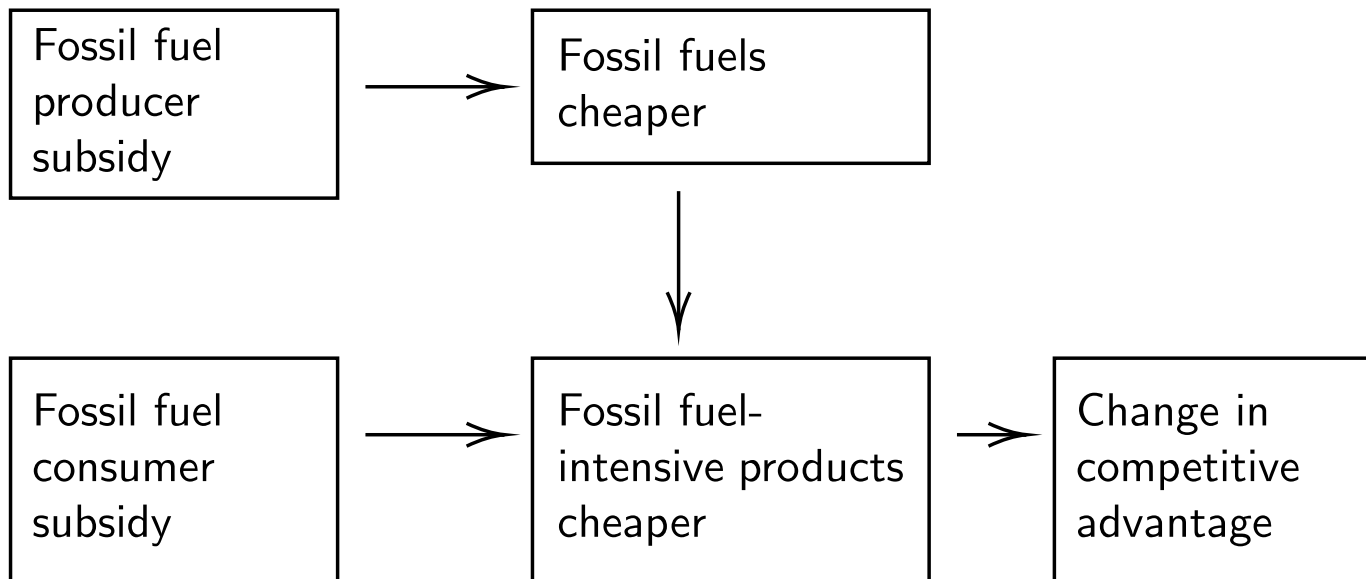 Fossil fuel
producer
subsidy
Fossil fuels
cheaper
Fossil fuel
consumer
subsidy
Fossil fuel-
intensive products
cheaper
Change in
competitive
advantage